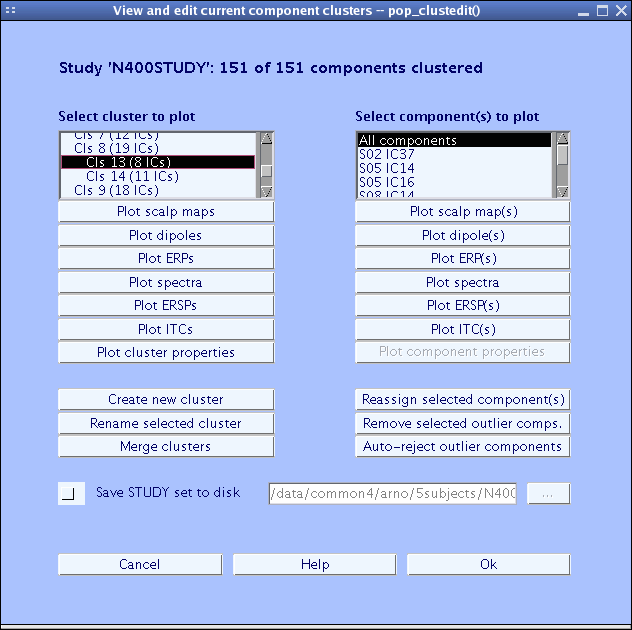 View and edit current component clusters -- pop_clustedit()
Study 'N400STUDY': 151 of 151 components clustered
Select cluster to plot
Select component(s) to plot
Cls 7 (12 ICs)
Cls 8 (19 ICs)
Cls 13 (8 ICs)
Cls 14 (11 ICs)
Cls 9 (18 ICs)
All components
S02 IC37
S05 IC14
S05 IC16
S08 IC14
Plot scalp maps
Plot scalp map(s)
Plot dipoles
Plot dipole(s)
Plot ERPs
Plot ERP(s)
Plot spectra
Plot spectra
Plot ERSPs
Plot ERSP(s)
Plot ITCs
Plot ITC(s)
Plot cluster properties
Plot component properties
Create new cluster
Reassign selected component(s)
Rename selected cluster
Remove selected outlier comps.
Merge clusters
Auto-reject outlier components
Save STUDY set to disk
/data/common4/arno/5subjects/N400
...
Cancel
Help
Ok